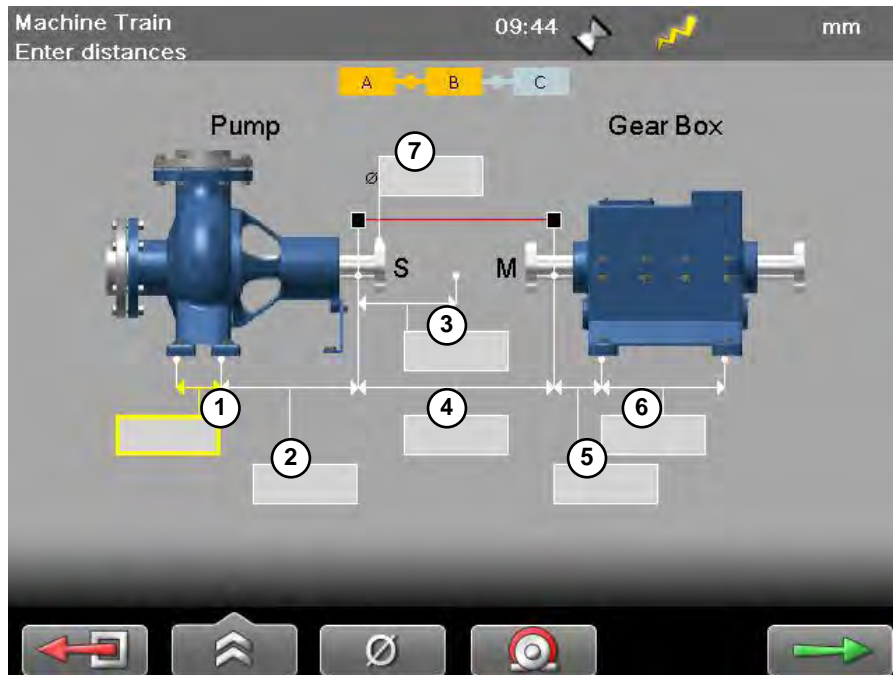 Machine Train 09:44 mm
Enter distances
A B C
Pump Gear Box
7
Ø
S M
3
1 4 6
2 5
Ø